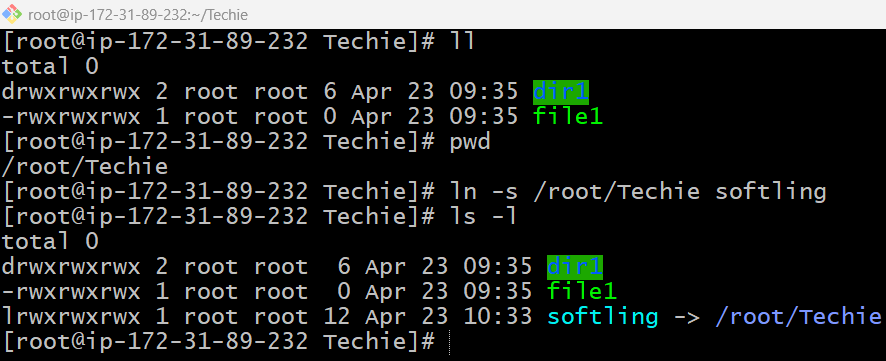 root@ip-172-31-89-232:~/Techie
[root@ip-172-31-89-232 Techie]# ll
total 0
drwxrwxrwx 2 root root 6 Apr 23 09:35 dir1
-rwxrwxrwx 1 root root 0 Apr 23 09:35 file1
[root@ip-172-31-89-232 Techie]# pwd
/root/Techie
[root@ip-172-31-89-232 Techie]# ln -s /root/Techie softling
[root@ip-172-31-89-232 Techie]# ls -l
total 0
drwxrwxrwx 2 root root  6 Apr 23 09:35 dir1
-rwxrwxrwx 1 root root  0 Apr 23 09:35 file1
lrwxrwxrwx 1 root root 12 Apr 23 10:33 softling -> /root/Techie
[root@ip-172-31-89-232 Techie]#